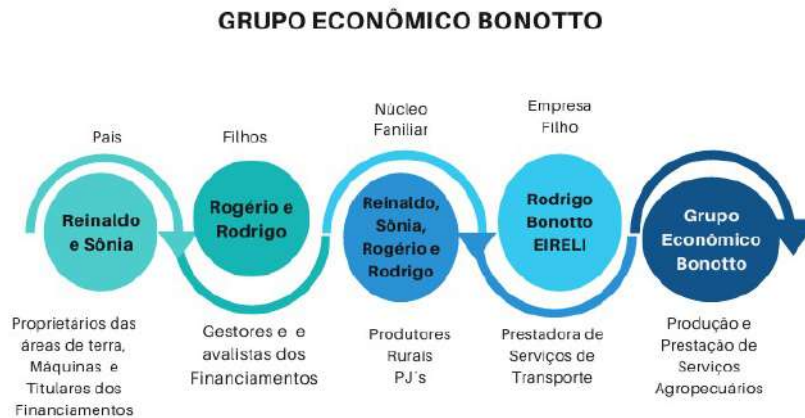 GRUPO ECONÔMICO BONOTTO
Pais
Reinaldo
e Sônia
Proprietários das
áreas de terra,
Máquinas e
Titulares dos
Financiamentos
Filhos
Rogério e
Rodrigo
Gestores e e
avalistas dos
Financiamentos
Núcleo
Faniliar
Reinaldo,
Sônia,
Rogério e
Rodrigo
Produtores
Rurais
PJ´s
Empresa
Filho
Rodrigo
Bonotto
EIRELI
Prestadora de
Serviços de
Transporte
Grupo
Econômico
Bonotto
Produção e
Prestação de
Serviços
Agropecuários